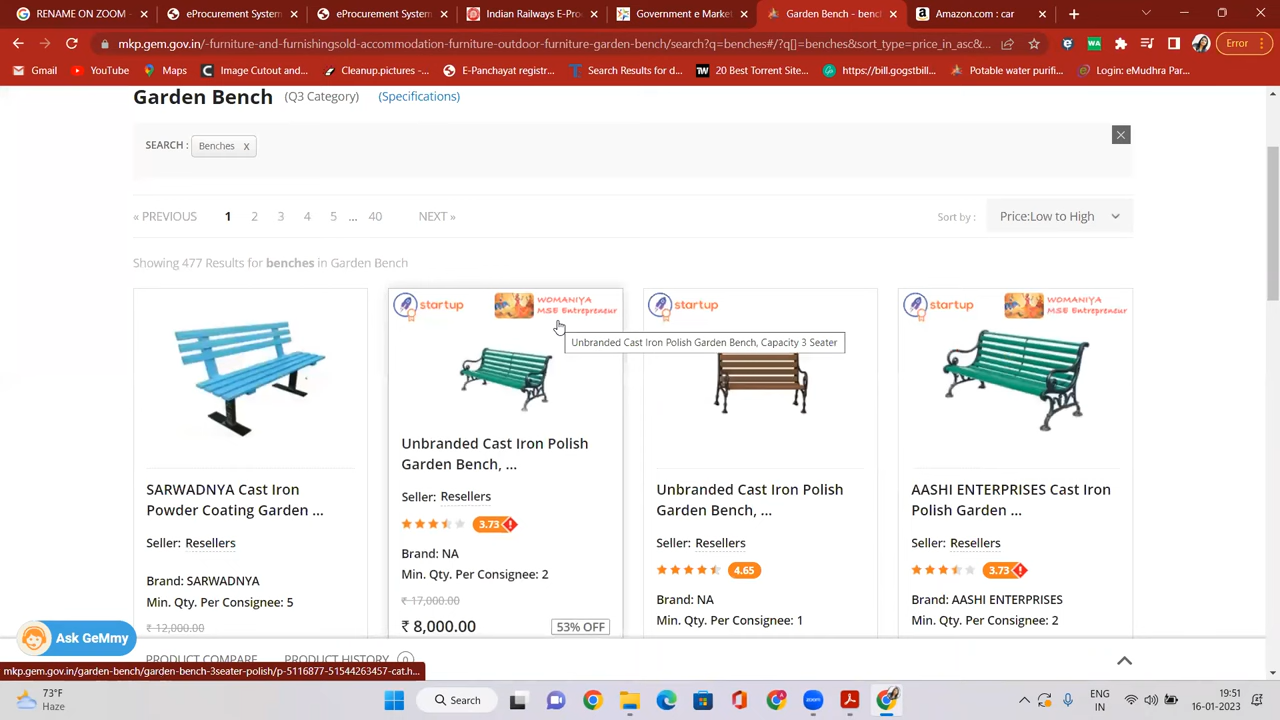 RENAME ON ZOOM -
eProcurement System
eProcurement System
Indian Railways E-Pro
Government e Market
Garden Bench - bench
Amazon.com : car
mkp.gem.gov.in/-furniture-and-furnishingsold-accommodation-furniture-outdoor-furniture-garden-bench/search?q=benches#/?q[]=benches&sort_type=price_in_asc&...
Error
Gmail
YouTube
Maps
Image Cutout and...
Cleanup.pictures -...
E-Panchayat registr...
Search Results for d...
20 Best Torrent Site...
https://bill.gogstbill...
Potable water purifi...
Login: eMudhra Par...
Garden Bench (Q3 Category) (Specifications)
SEARCH : Benches X
« PREVIOUS 1 2 3 4 5 ... 40 NEXT »
Sort by : Price:Low to High
Showing 477 Results for benches in Garden Bench
startup
WOMANIYA
MSE Entrepreneur
startup
startup
WOMANIYA
MSE Entrepreneur
Unbranded Cast Iron Polish Garden Bench, Capacity 3 Seater
SARWADNYA Cast Iron
Powder Coating Garden ...
Seller: Resellers
Brand: SARWADNYA
Min. Qty. Per Consignee: 5
₹ 12,000.00
Unbranded Cast Iron Polish
Garden Bench, ...
Seller: Resellers
3.73
Brand: NA
Min. Qty. Per Consignee: 2
₹ 17,000.00
₹ 8,000.00
53% OFF
Unbranded Cast Iron Polish
Garden Bench, ...
Seller: Resellers
4.65
Brand: NA
Min. Qty. Per Consignee: 1
AASHI ENTERPRISES Cast Iron
Polish Garden ...
Seller: Resellers
3.73
Brand: AASHI ENTERPRISES
Min. Qty. Per Consignee: 2
Ask GeMmy
PRODUCT COMPARE
PRODUCT HISTORY 0
mkp.gem.gov.in/garden-bench/garden-bench-3seater-polish/p-5116877-51544263457-cat.h...
73°F
Haze
Search
ENG
IN
19:51
16-01-2023